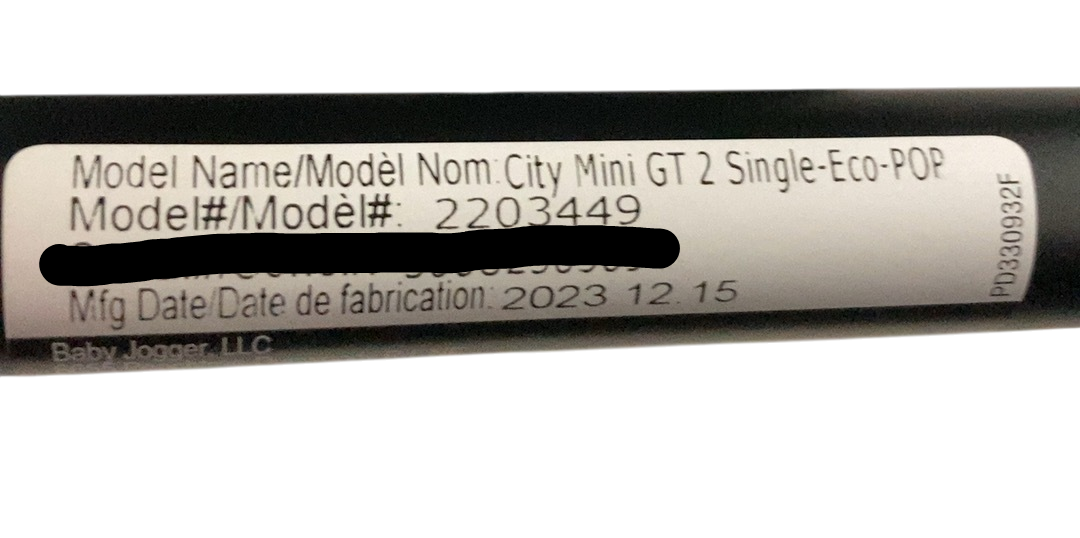 Model Name/Modèl Nom:City Mini GT 2 Single-Eco-POP
Model#/Modèl#: 2203449
Mfg Date/Date de fabrication: 2023 12.15
PD330932F
Baby Jogger, LLC